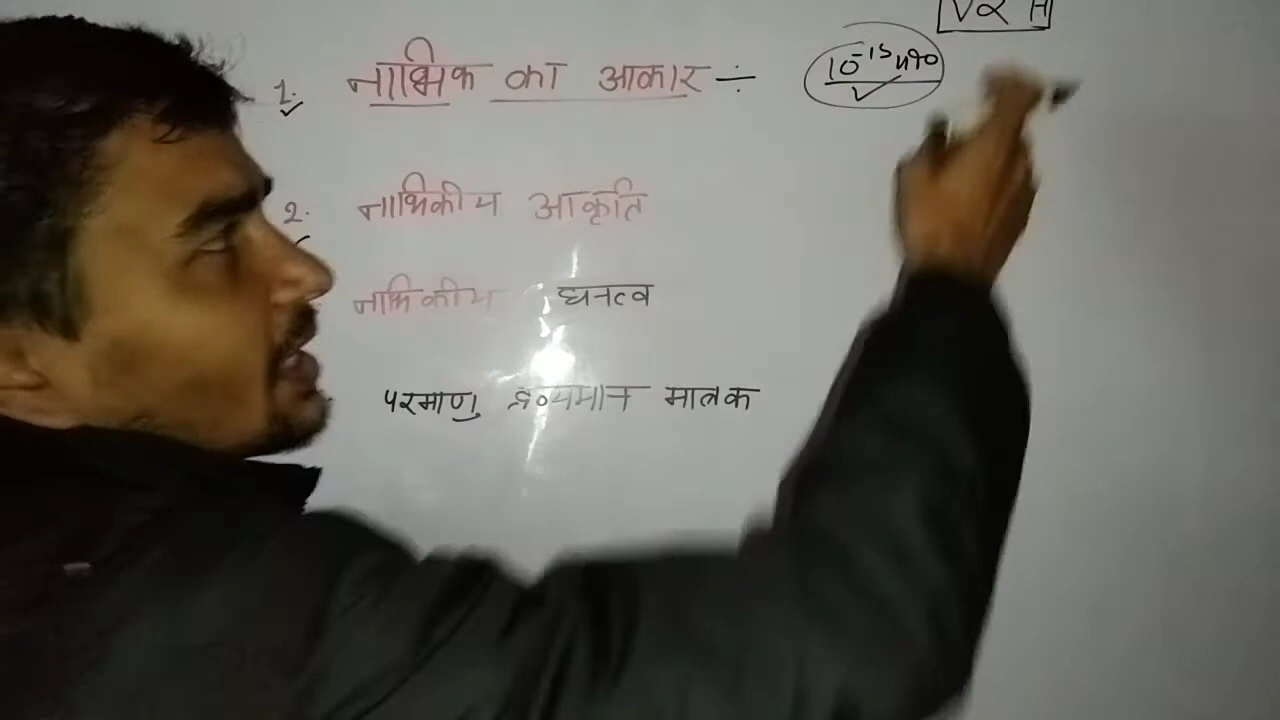 V∝ A
1. नाभिक का आकार ÷ 10⁻¹⁵ मी०
2. नाभिकीय आकृति
नाभिकीय घनत्व
परमाणु द्रव्यमान मात्रक